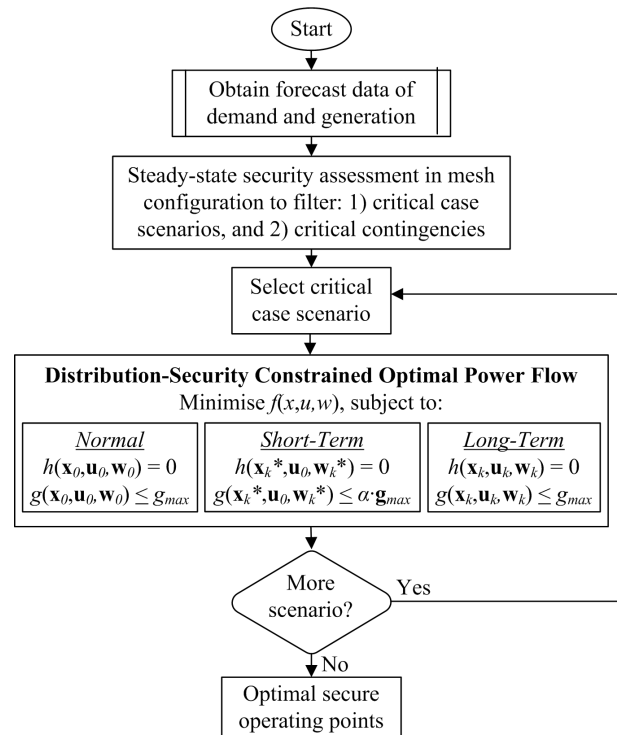 Start
Obtain forecast data of
demand and generation
Steady-state security assessment in mesh
configuration to filter: 1) critical case
scenarios, and 2) critical contingencies
Select critical
case scenario
Distribution-Security Constrained Optimal Power Flow
Minimise f(x,u,w), subject to:
Normal
h(x₀,u₀,w₀) = 0
g(x₀,u₀,w₀) ≤ gₘₐₓ
Short-Term
h(xₖ*,u₀,wₖ*) = 0
g(xₖ*,u₀,wₖ*) ≤ α·gₘₐₓ
Long-Term
h(xₖ,uₖ,wₖ) = 0
g(xₖ,uₖ,wₖ) ≤ gₘₐₓ
More
scenario?
Yes
No
Optimal secure
operating points